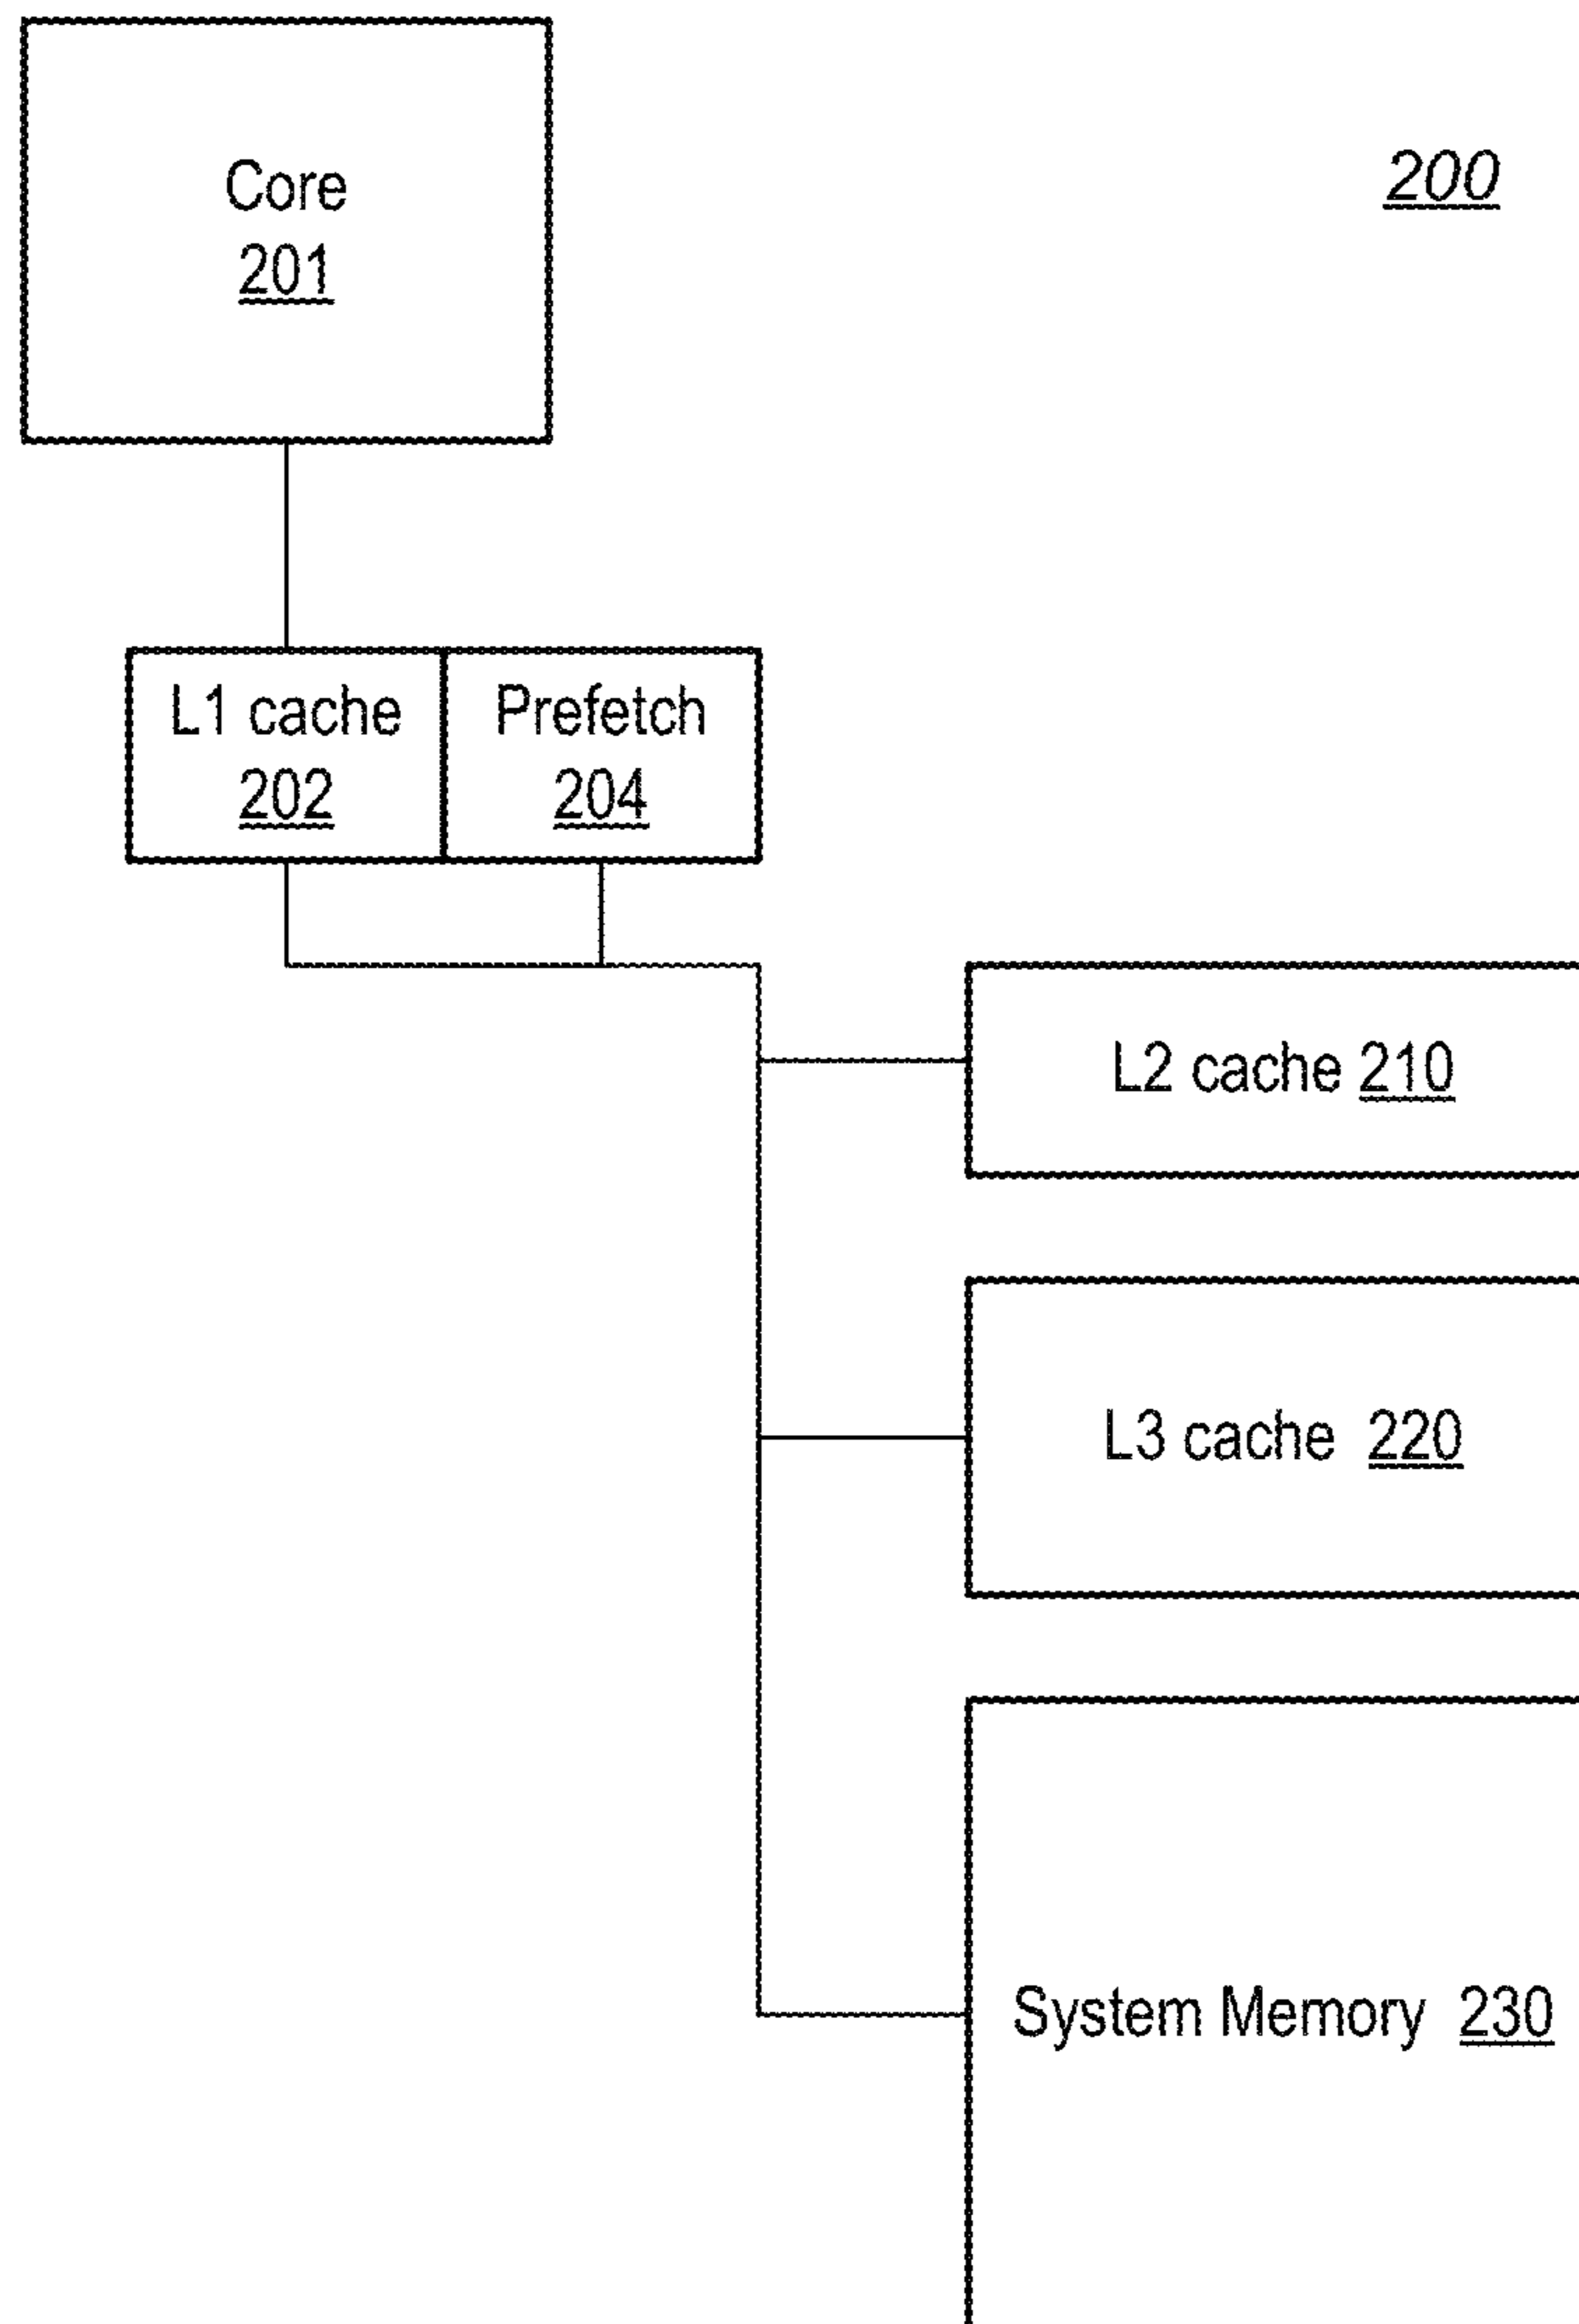 Core
201
200
L1 cache
202
Prefetch
204
L2 cache 210
L3 cache 220
System Memory 230